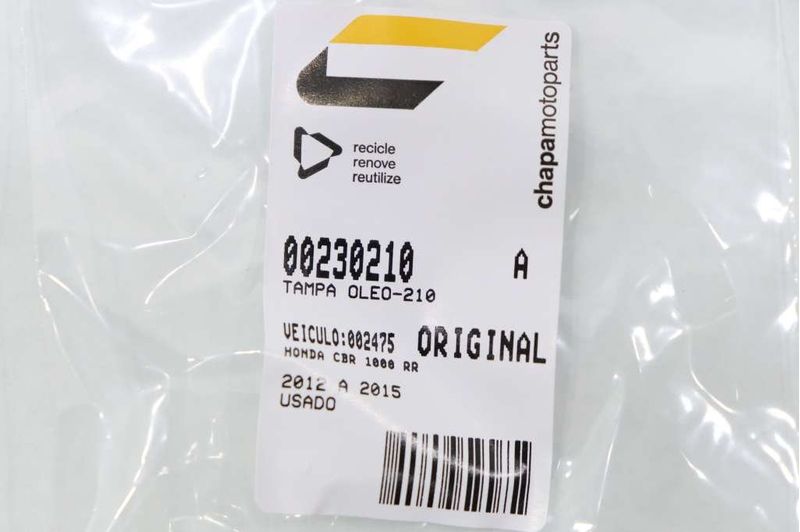 chapamotoparts
recicle
renove
reutilize
00230210 A
TAMPA OLEO-210
VEICULO:002475 ORIGINAL
HONDA CBR 1000 RR
2012 A 2015
USADO